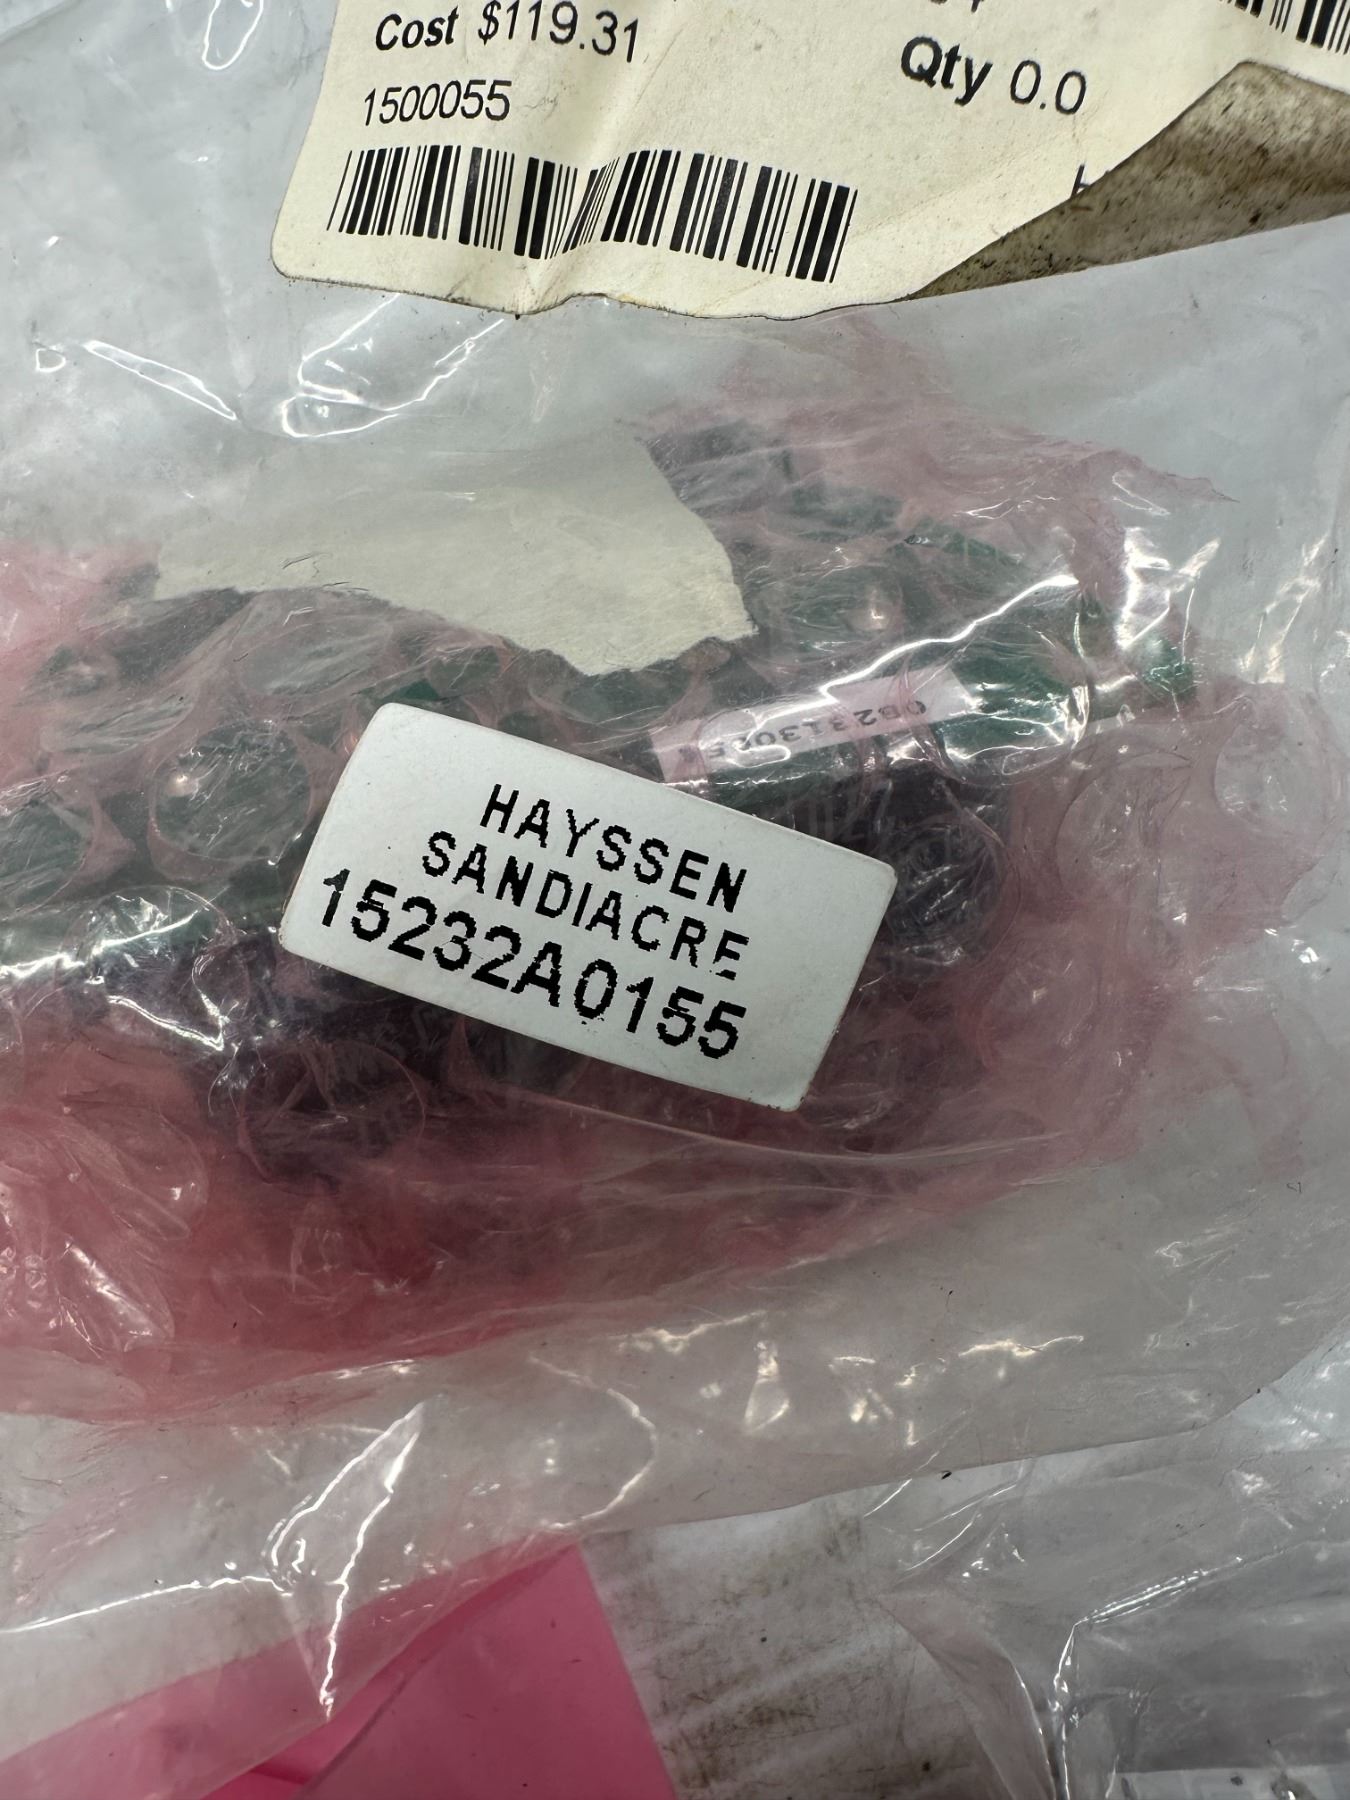 Cost $119.31
Qty 0.0
1500055
HAYSSEN
SANDIACRE
15232A0155